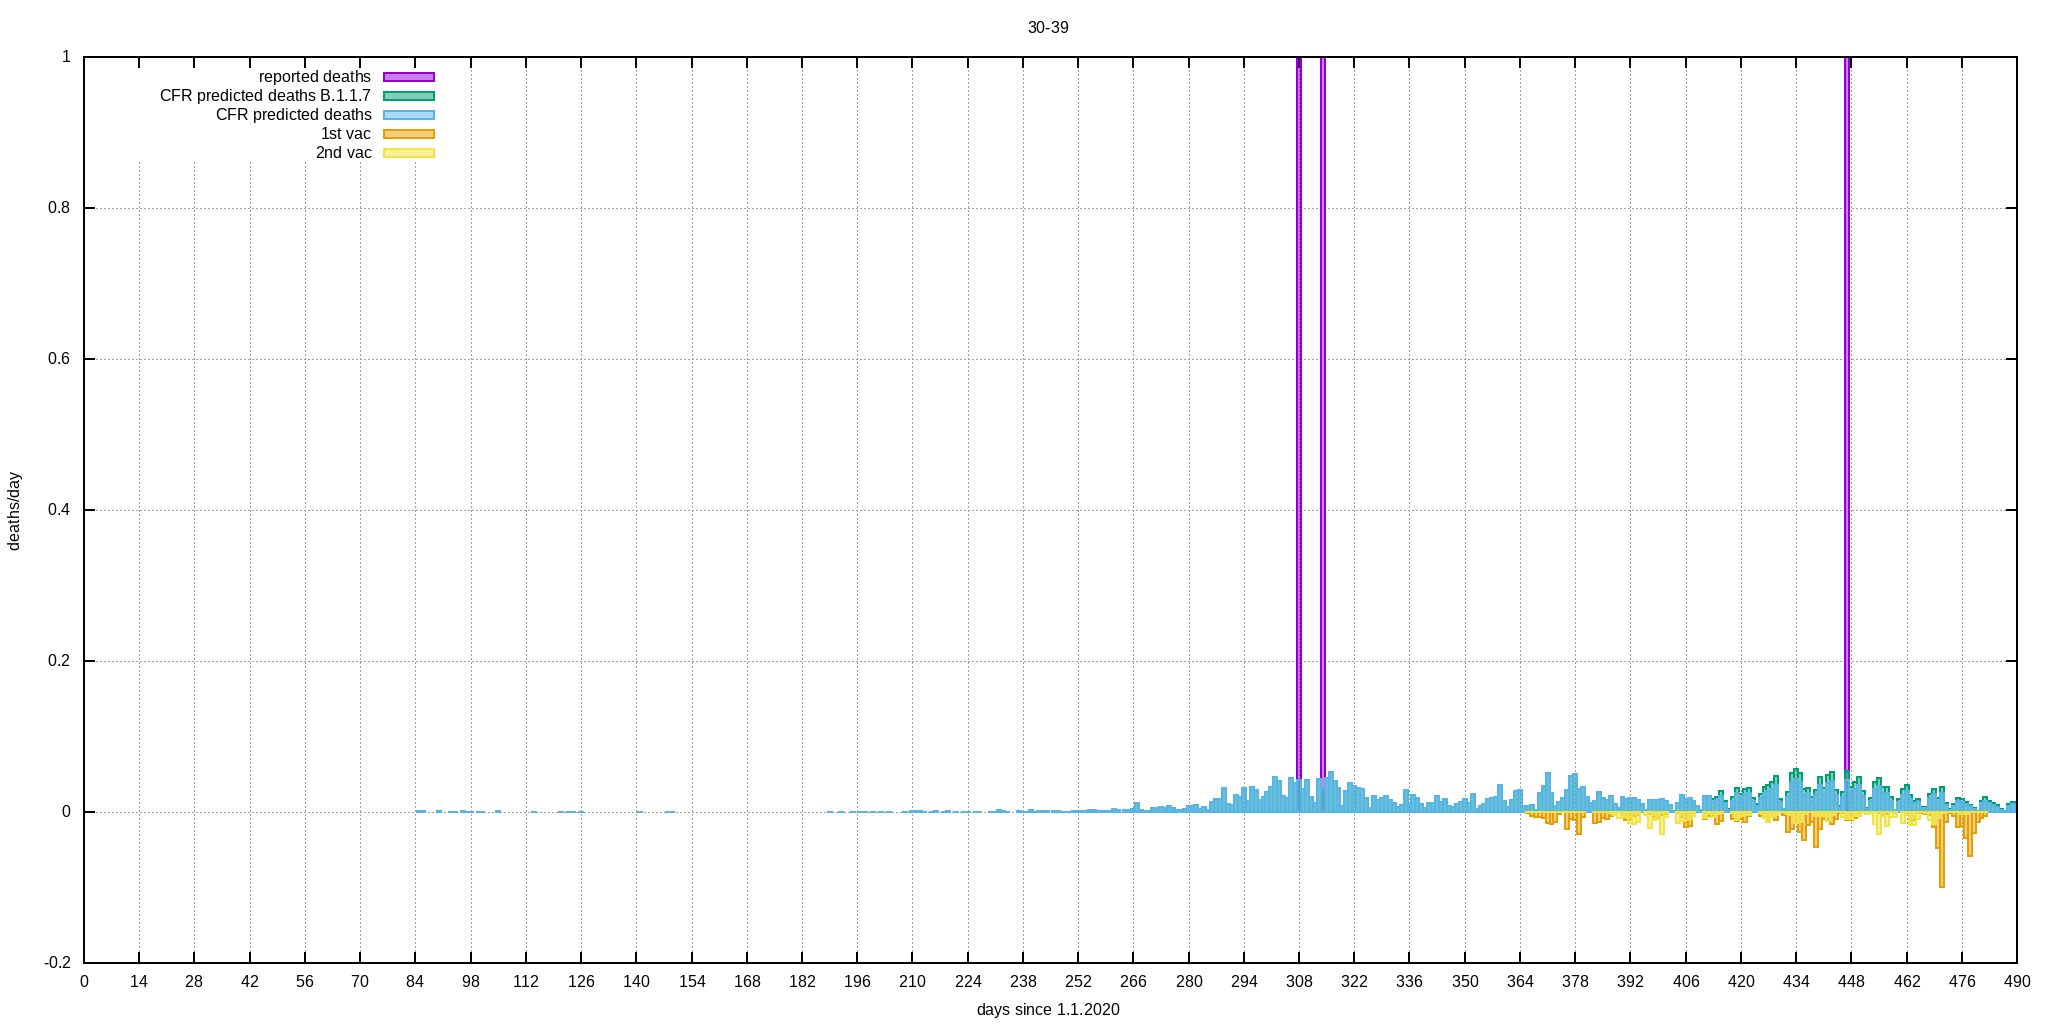 30-39
1
reported deaths
CFR predicted deaths B.1.1.7
CFR predicted deaths
1st vac
2nd vac
0.8
0.6
deaths/day
0.4
0.2
0
-0.2
0 14 28 42 56 70 84 98 112 126 140 154 168 182 196 210 224 238 252 266 280 294 308 322 336 350 364 378 392 406 420 434 448 462 476 490
days since 1.1.2020